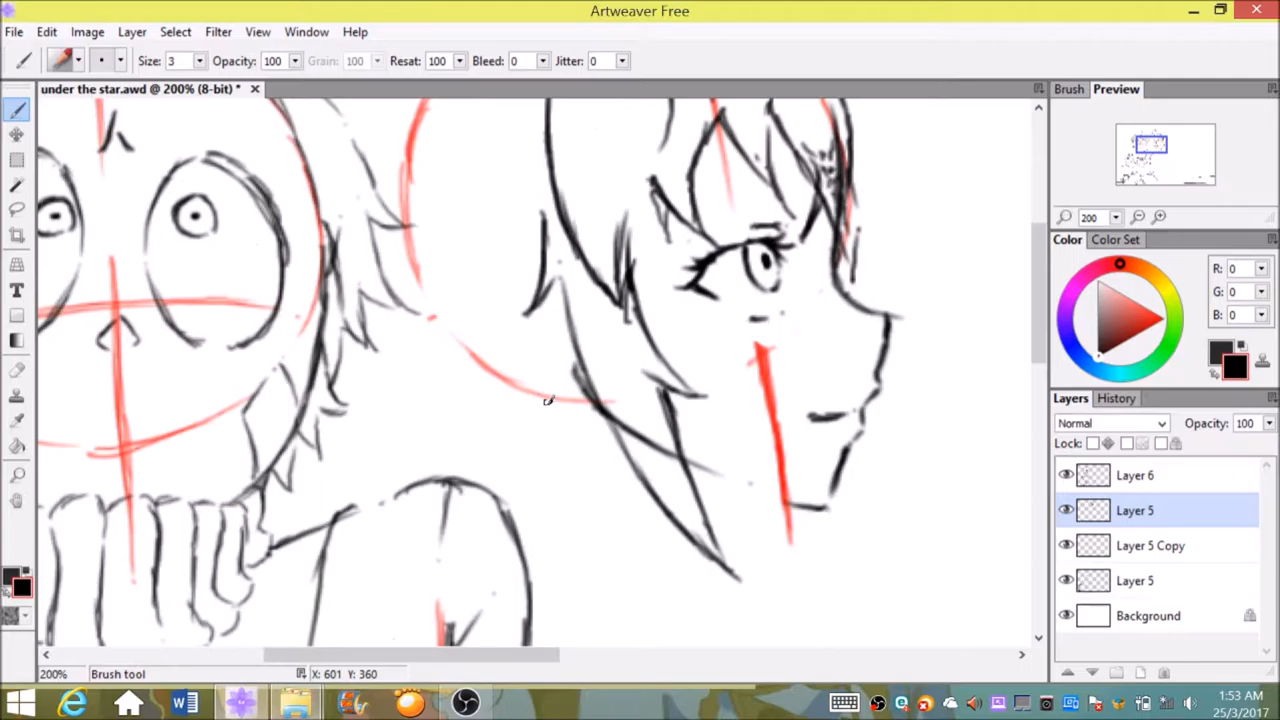 Artweaver Free
File Edit Image Layer Select Filter View Window Help
Size: 3 Opacity: 100 Grain: 100 Resat: 100 Bleed: 0 Jitter: 0
under the star.awd @ 200% (8-bit) *
Brush Preview
200
Color Color Set
R: 0
G: 0
B: 0
Layers History
Normal Opacity: 100
Lock:
Layer 6
Layer 5
Layer 5 Copy
Layer 5
Background
200% Brush tool X: 601 Y: 360
1:53 AM
25/3/2017